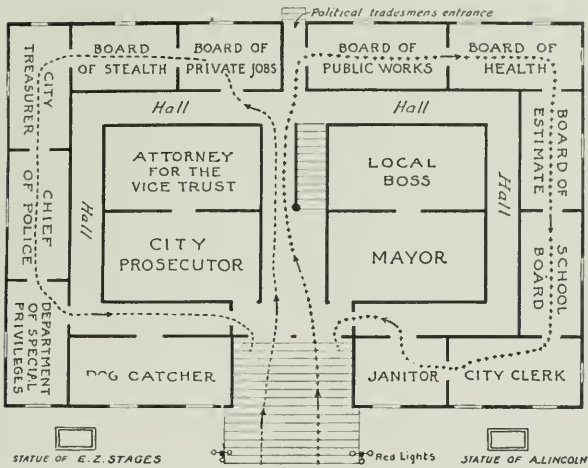 Political tradesmens entrance
BOARD
OF STEALTH
BOARD OF
PRIVATE JOBS
BOARD OF
PUBLIC WORKS
BOARD OF
HEALTH
CITY
TREASURER
Hall
Hall
BOARD OF
ESTIMATE
ATTORNEY
FOR THE
VICE TRUST
LOCAL
BOSS
CHIEF
OF POLICE
Hall
Hall
CITY
PROSECUTOR
MAYOR
SCHOOL
BOARD
DEPARTMENT
OF SPECIAL
PRIVILEGES
DOG CATCHER
JANITOR
CITY CLERK
STATUE OF E.Z. STAGES
Red Lights
STATUE OF A. LINCOLN